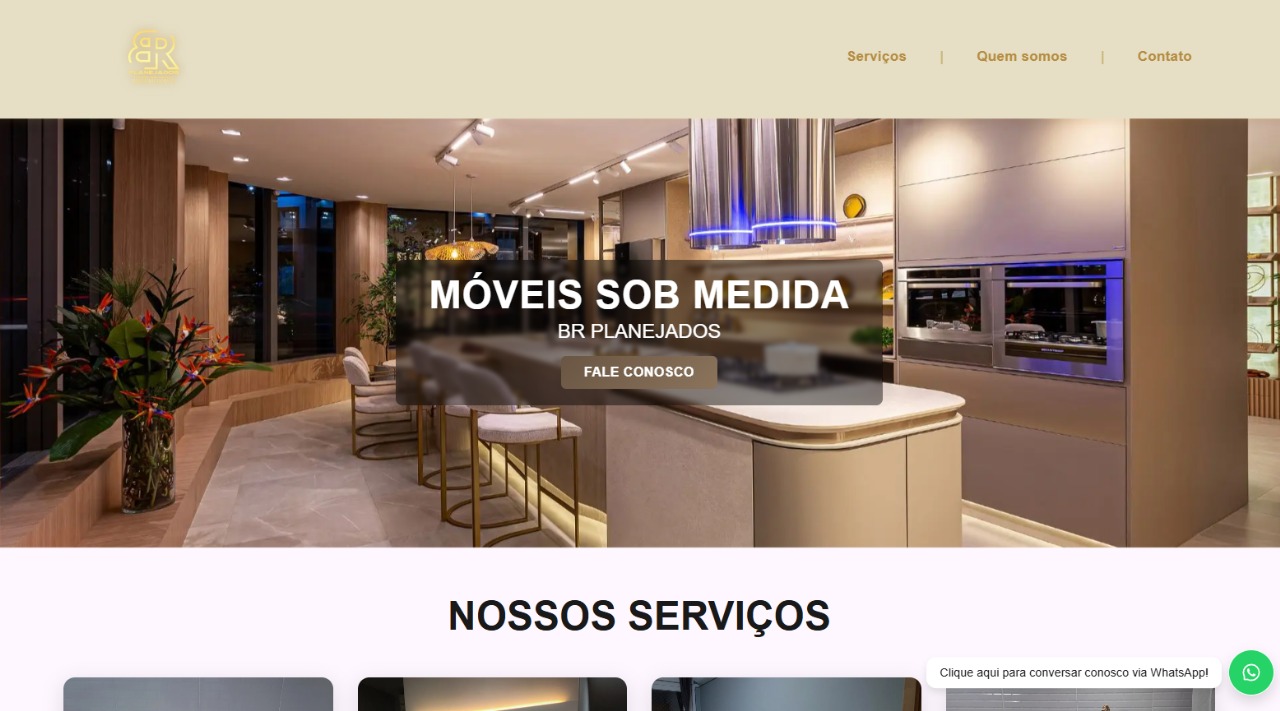 BR
Serviços | Quem somos | Contato
MÓVEIS SOB MEDIDA
BR PLANEJADOS
FALE CONOSCO
NOSSOS SERVIÇOS
Clique aqui para conversar conosco via WhatsApp!